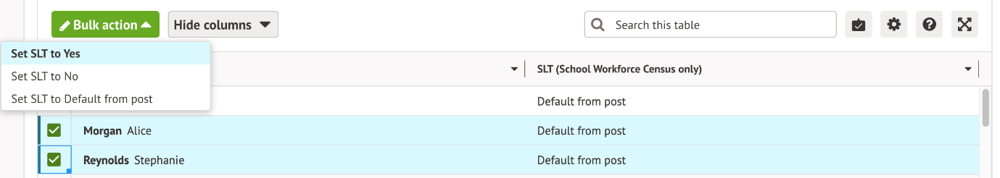 Bulk action
Hide columns
Search this table
Set SLT to Yes
Set SLT to No
Set SLT to Default from post
SLT (School Workforce Census only)
Default from post
Morgan Alice
Default from post
Reynolds Stephanie
Default from post